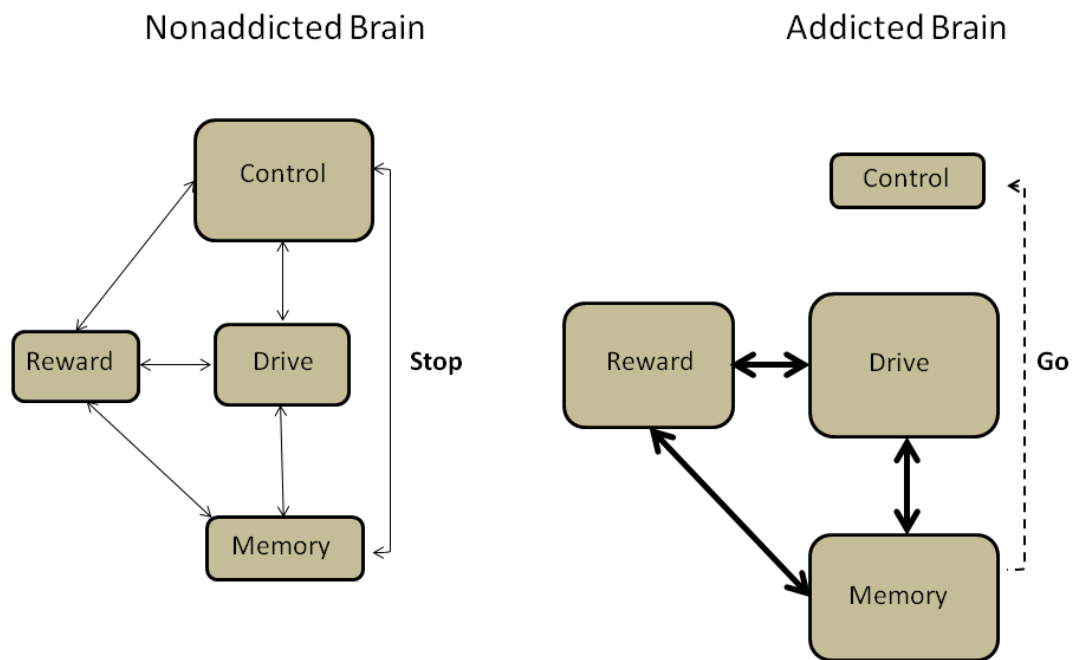 Nonaddicted Brain
Control
Reward
Drive
Stop
Memory
Addicted Brain
Control
Reward
Drive
Go
Memory